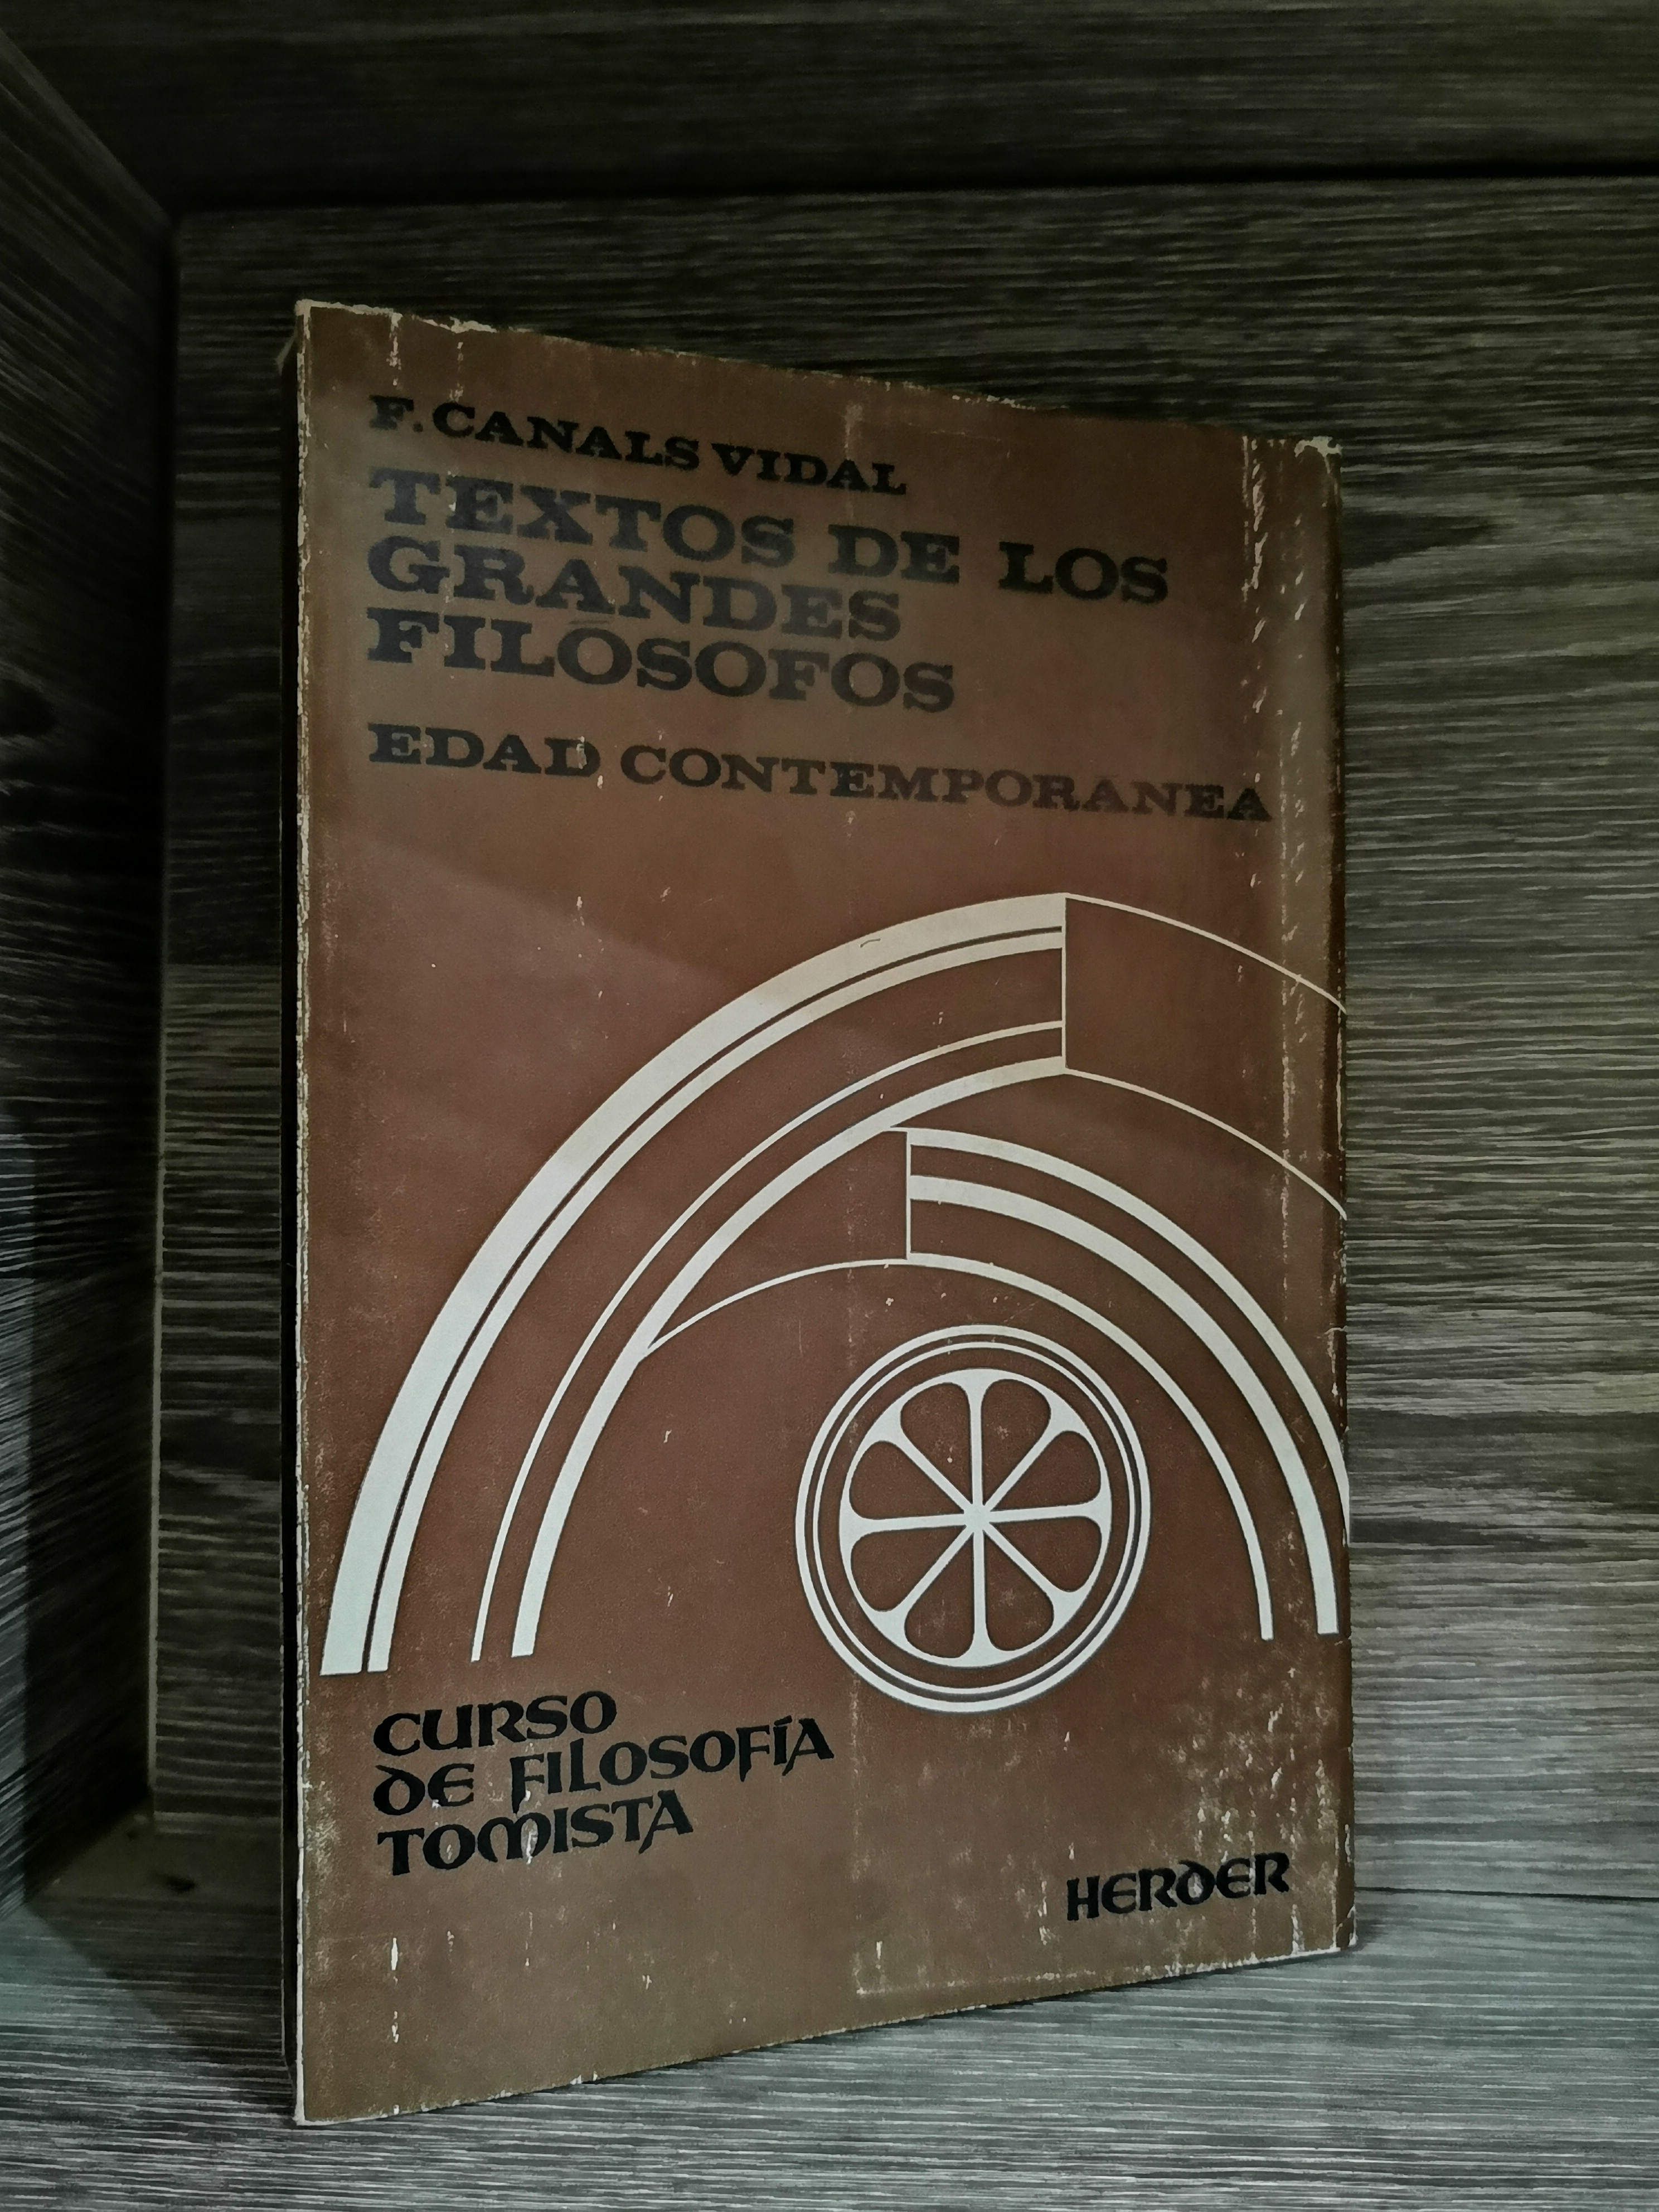 F. CANALS VIDAL
TEXTOS DE LOS
GRANDES
FILÓSOFOS
EDAD CONTEMPORANEA
CURSO
DE FILOSOFÍA
TOMISTA
HERDER